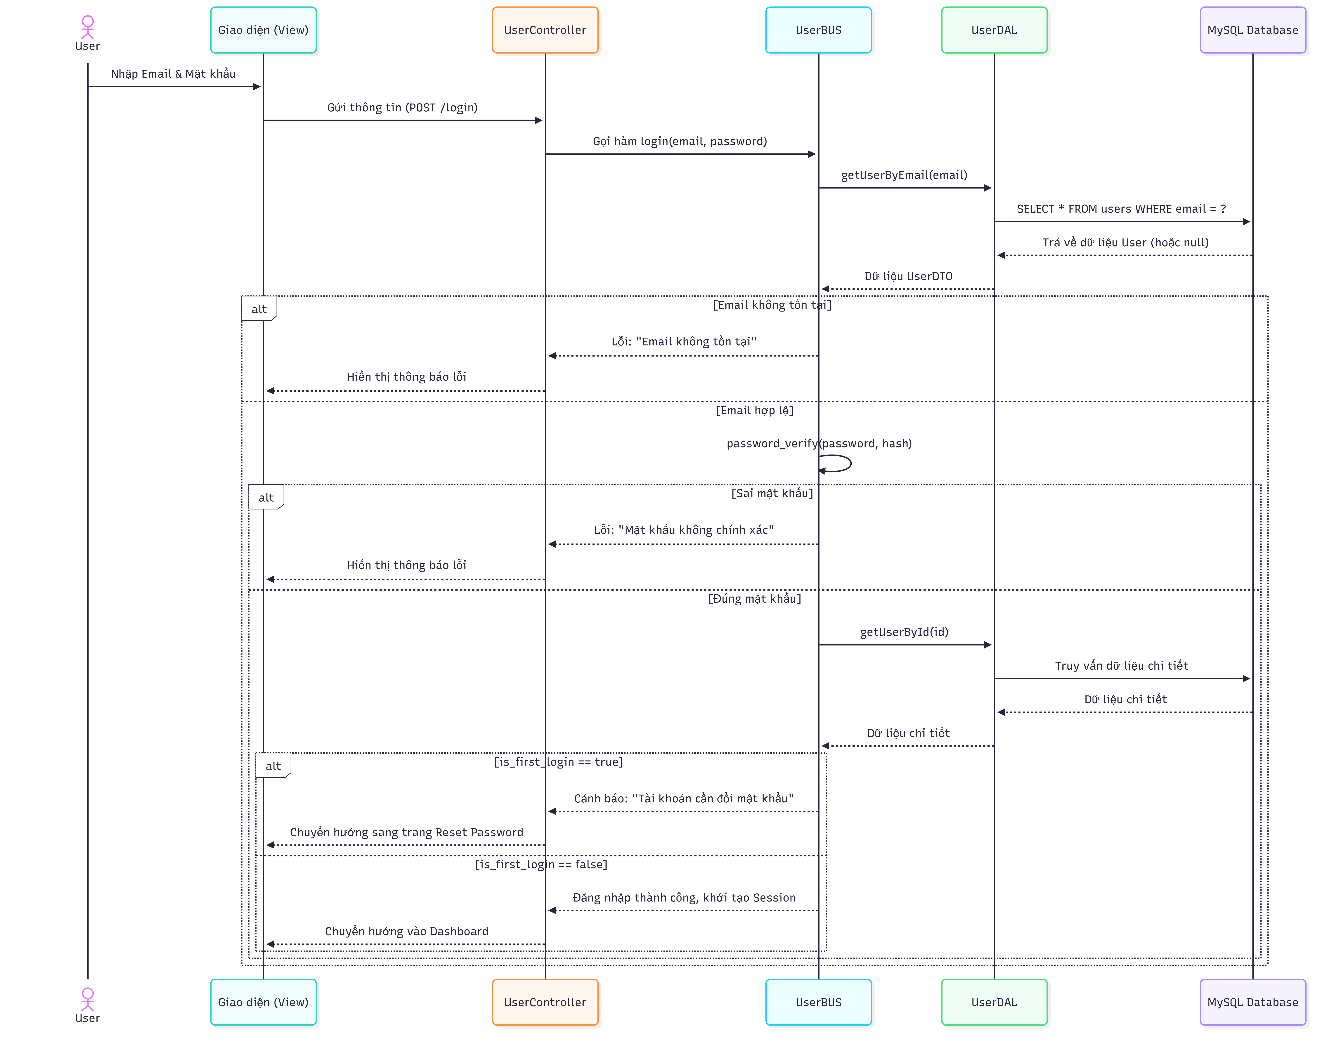 User
Giao diện (View)
UserController
UserBUS
UserDAL
MySQL Database
Nhập Email & Mật khẩu
Gửi thông tin (POST /login)
Gọi hàm login(email, password)
getUserByEmail(email)
SELECT * FROM users WHERE email = ?
Trả về dữ liệu User (hoặc null)
Dữ liệu UserDTO
alt
[Email không tồn tại]
Lỗi: "Email không tồn tại"
Hiển thị thông báo lỗi
[Email hợp lệ]
password_verify(password, hash)
alt
[Sai mật khẩu]
Lỗi: "Mật khẩu không chính xác"
Hiển thị thông báo lỗi
[Đúng mật khẩu]
getUserById(id)
Truy vấn dữ liệu chi tiết
Dữ liệu chi tiết
Dữ liệu chi tiết
alt
[is_first_login == true]
Cảnh báo: "Tài khoản cần đổi mật khẩu"
Chuyển hướng sang trang Reset Password
[is_first_login == false]
Đăng nhập thành công, khởi tạo Session
Chuyển hướng vào Dashboard
User
Giao diện (View)
UserController
UserBUS
UserDAL
MySQL Database